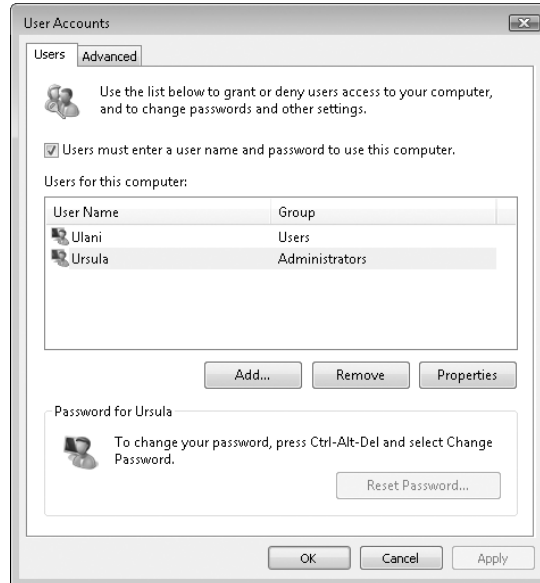 User Accounts
Users Advanced
Use the list below to grant or deny users access to your computer,
and to change passwords and other settings.
Users must enter a user name and password to use this computer.
Users for this computer:
User Name Group
Ulani Users
Ursula Administrators
Add... Remove Properties
Password for Ursula
To change your password, press Ctrl-Alt-Del and select Change
Password.
Reset Password...
OK Cancel Apply